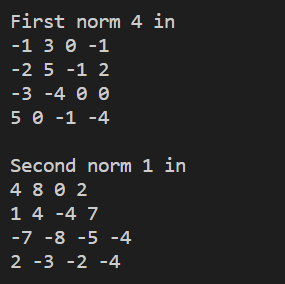 First norm 4 in
-1 3 0 -1
-2 5 -1 2
-3 -4 0 0
5 0 -1 -4
Second norm 1 in
4 8 0 2
1 4 -4 7
-7 -8 -5 -4
2 -3 -2 -4